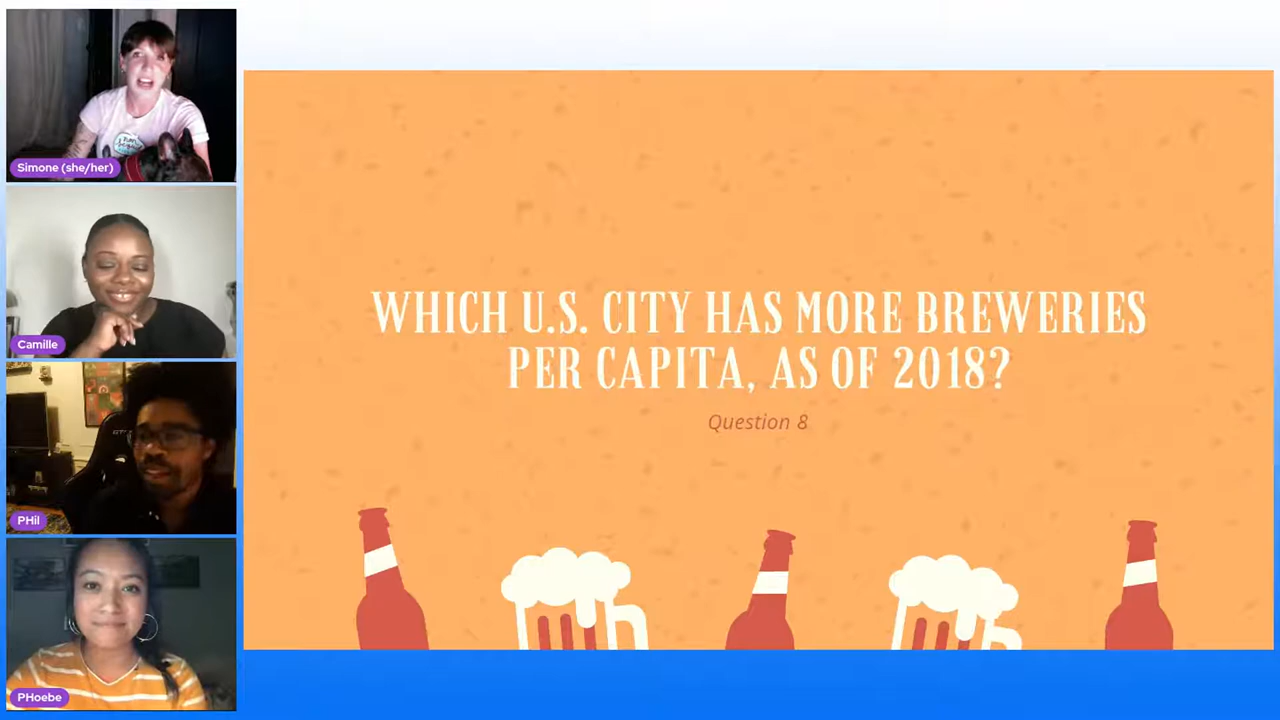 Simone (she/her)
Camille
PHil
PHoebe
WHICH U.S. CITY HAS MORE BREWERIES
PER CAPITA, AS OF 2018?
Question 8